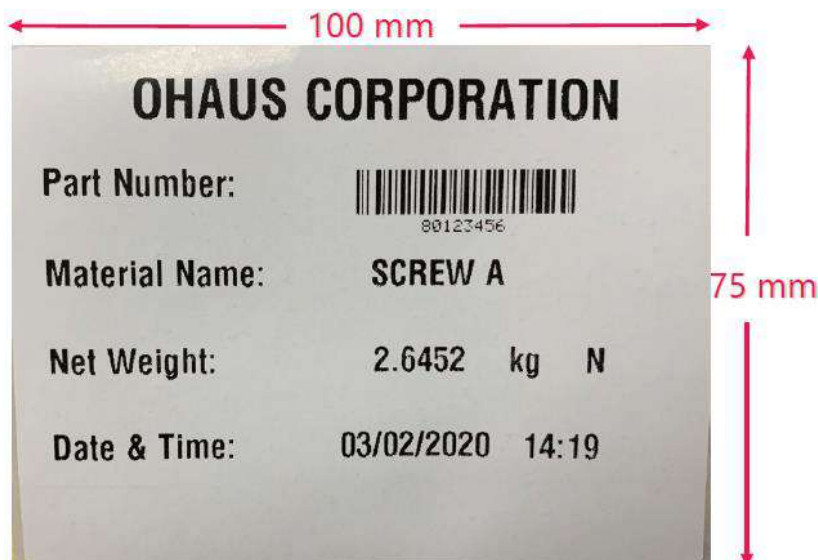 100 mm
OHAUS CORPORATION
Part Number:
80123456
Material Name: SCREW A
75 mm
Net Weight: 2.6452 kg N
Date & Time: 03/02/2020 14:19